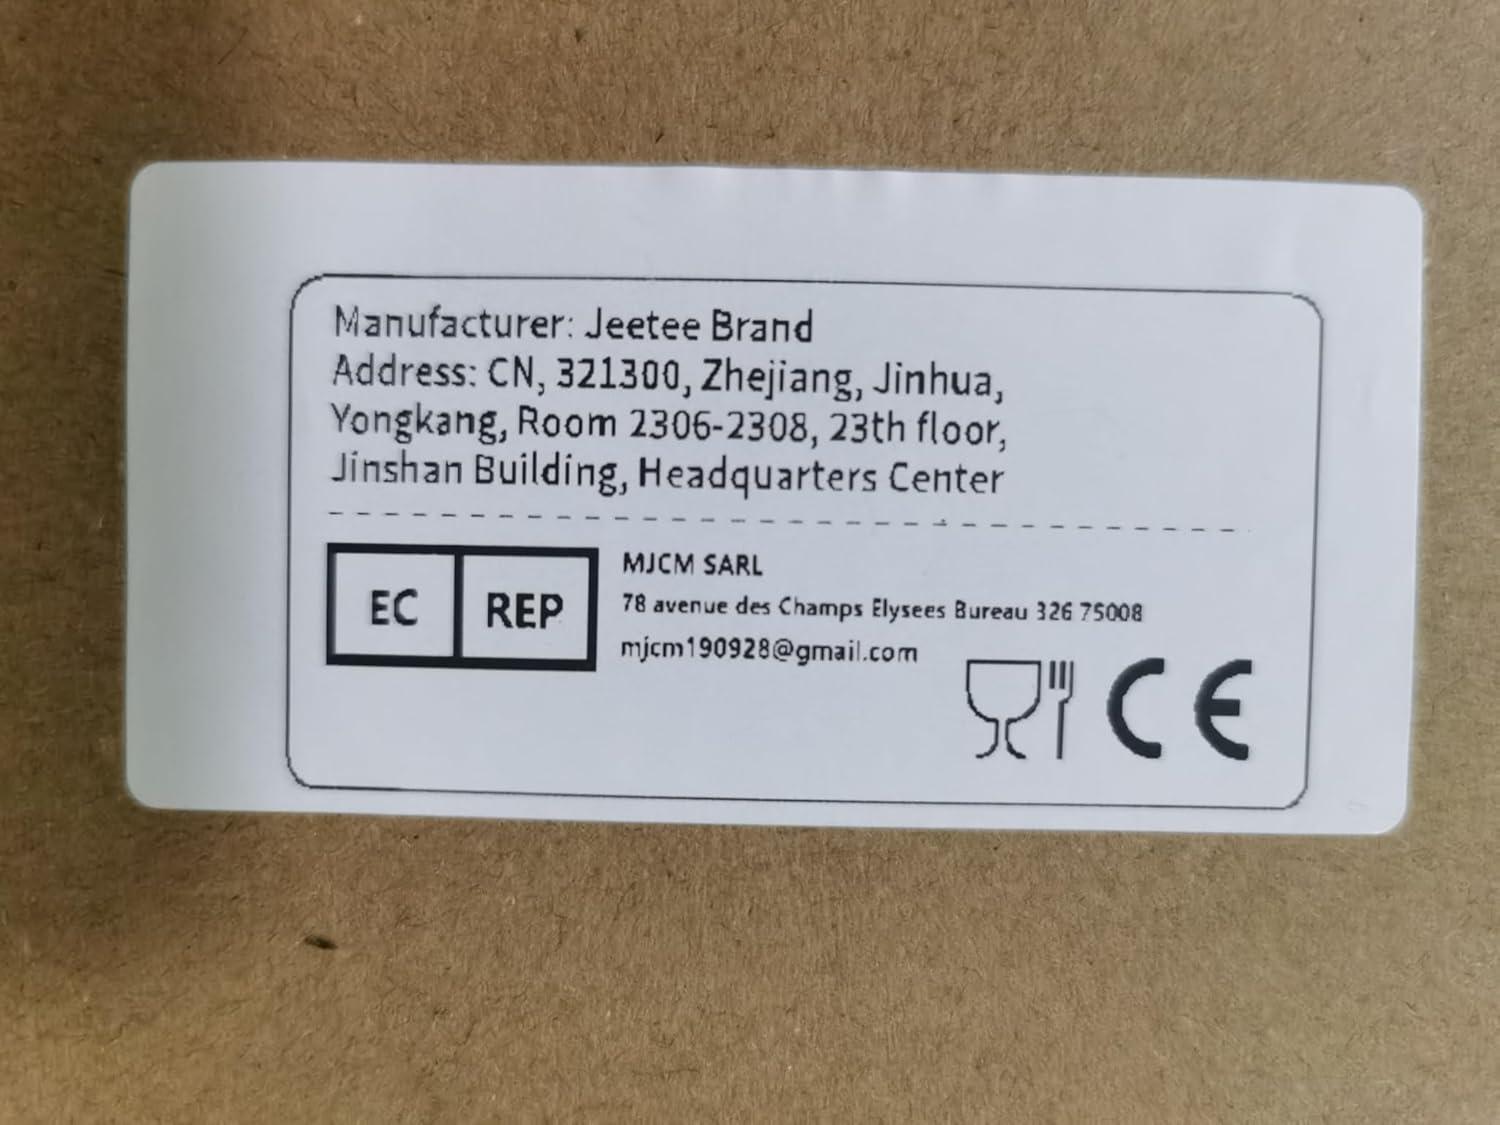 Manufacturer: Jeetee Brand
Address: CN, 321300, Zhejiang, Jinhua,
Yongkang, Room 2306-2308, 23th floor,
Jinshan Building, Headquarters Center
EC REP
MJCM SARL
78 avenue des Champs Elysees Bureau 326 75008
mjcm190928@gmail.com
CE